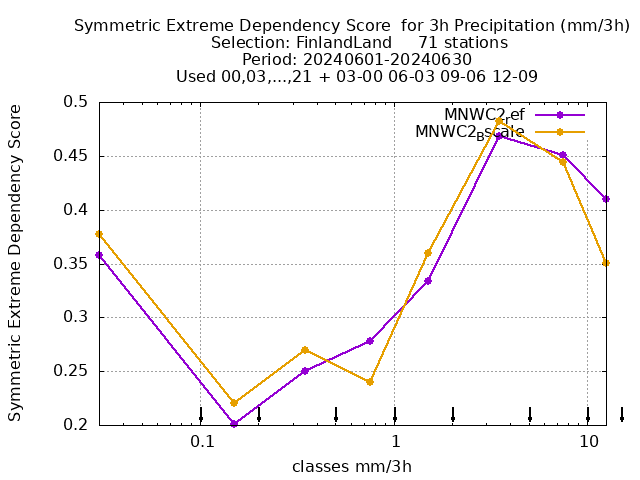 Symmetric Extreme Dependency Score  for 3h Precipitation (mm/3h)
Selection: FinlandLand     71 stations
Period: 20240601-20240630
Used 00,03,...,21 + 03-00 06-03 09-06 12-09
Symmetric Extreme Dependency Score
0.5
0.45
0.4
0.35
0.3
0.25
0.2
MNWC2ref
MNWC2Bscale
0.1
1
10
classes mm/3h